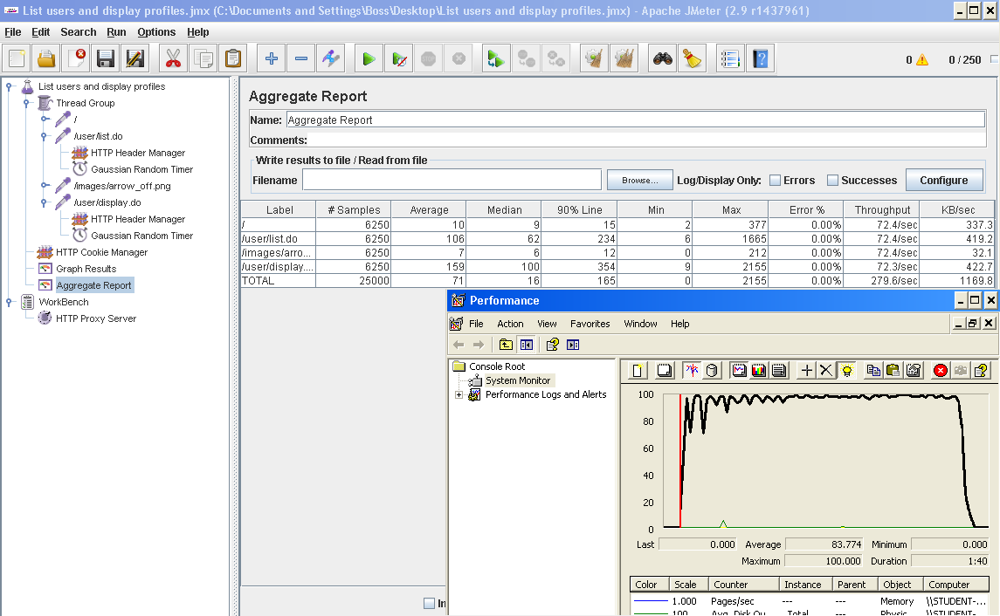 List users and display profiles.jmx (C:\Documents and Settings\Boss\Desktop\List users and display profiles.jmx) - Apache JMeter (2.9 r1437961)
File Edit Search Run Options Help
0 0 / 250
List users and display profiles
Thread Group
/
/user/list.do
HTTP Header Manager
Gaussian Random Timer
/images/arrow_off.png
/user/display.do
HTTP Header Manager
Gaussian Random Timer
HTTP Cookie Manager
Graph Results
Aggregate Report
WorkBench
HTTP Proxy Server
Aggregate Report
Name: Aggregate Report
Comments:
Write results to file / Read from file
Filename Browse... Log/Display Only: Errors Successes Configure
Label # Samples Average Median 90% Line Min Max Error % Throughput KB/sec
/ 6250 10 9 15 2 377 0.00% 72.4/sec 337.3
/user/list.do 6250 106 62 234 6 1665 0.00% 72.4/sec 419.2
/images/arro... 6250 7 6 12 0 212 0.00% 72.4/sec 32.1
/user/display.... 6250 159 100 354 9 2155 0.00% 72.3/sec 422.7
TOTAL 25000 71 16 165 0 2155 0.00% 279.6/sec 1169.8
Performance
File Action View Favorites Window Help
Console Root
System Monitor
Performance Logs and Alerts
100
80
60
40
20
0
Last 0.000 Average 83.774 Minimum 0.000
Maximum 100.000 Duration 1:40
Color Scale Counter Instance Parent Object Computer
1.000 Pages/sec --- --- Memory \\STUDENT-...
100 Avg. Disk Qu Total --- Physic \\STUDENT-
In